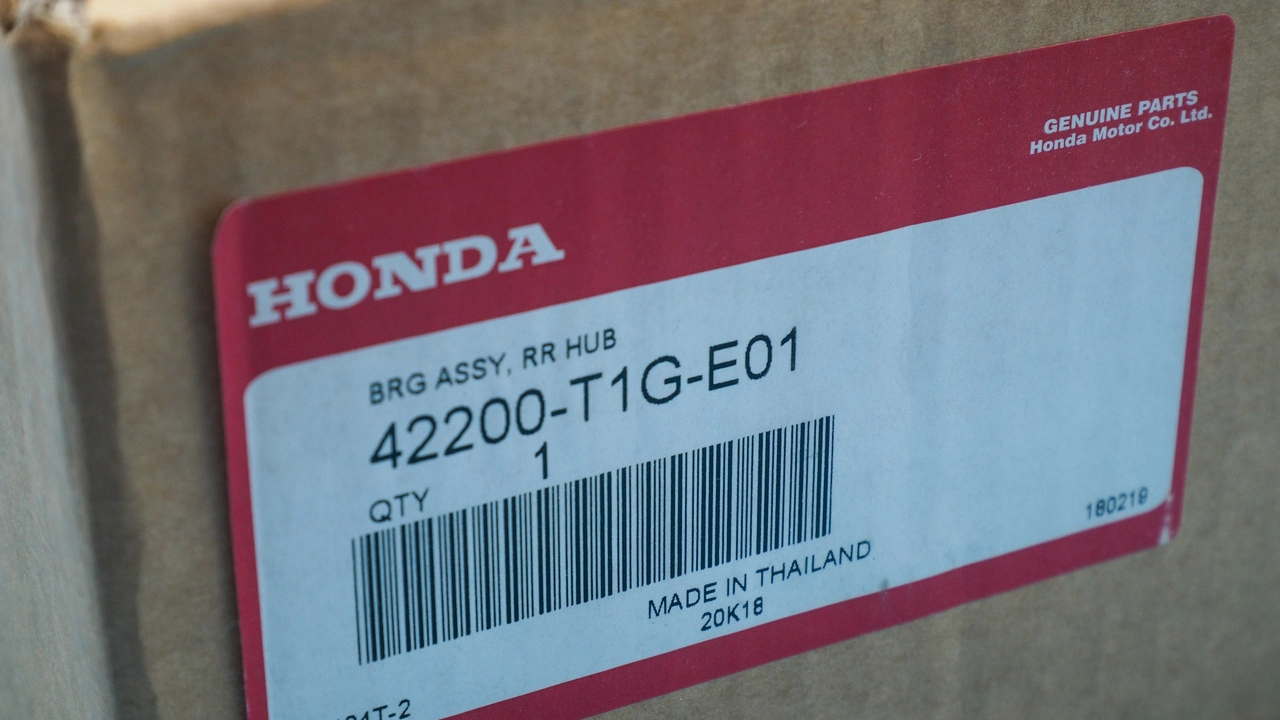 GENUINE PARTS
Honda Motor Co. Ltd.
HONDA
BRG ASSY, RR HUB
42200-T1G-E01
QTY 1
180219
MADE IN THAILAND
20K18